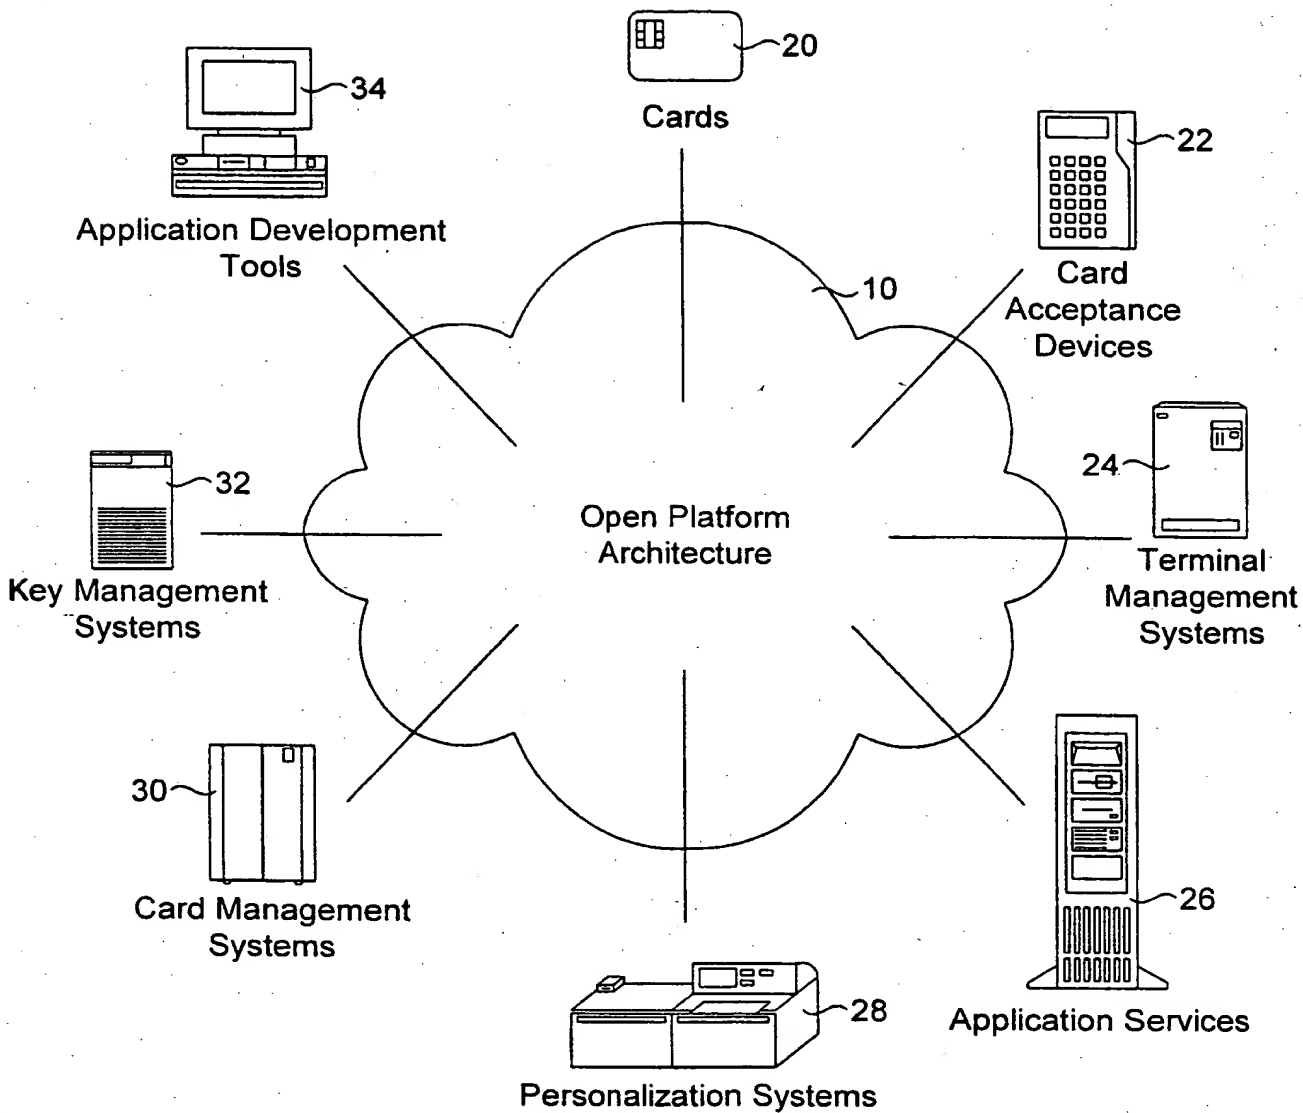 20
Cards
34
Application Development
Tools
22
Card
Acceptance
Devices
10
24
Terminal
Management
Systems
32
Key Management
Systems
Open Platform
Architecture
30
Card Management
Systems
26
Application Services
28
Personalization Systems